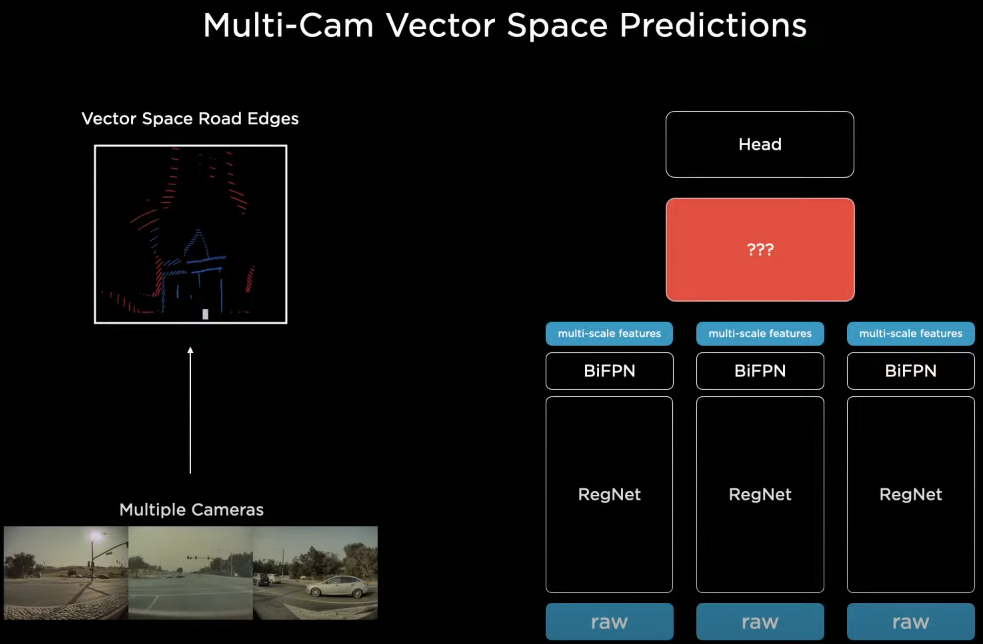 Multi-Cam Vector Space Predictions
Vector Space Road Edges
Multiple Cameras
Head
???
multi-scale features
multi-scale features
multi-scale features
BiFPN
BiFPN
BiFPN
RegNet
RegNet
RegNet
raw
raw
raw